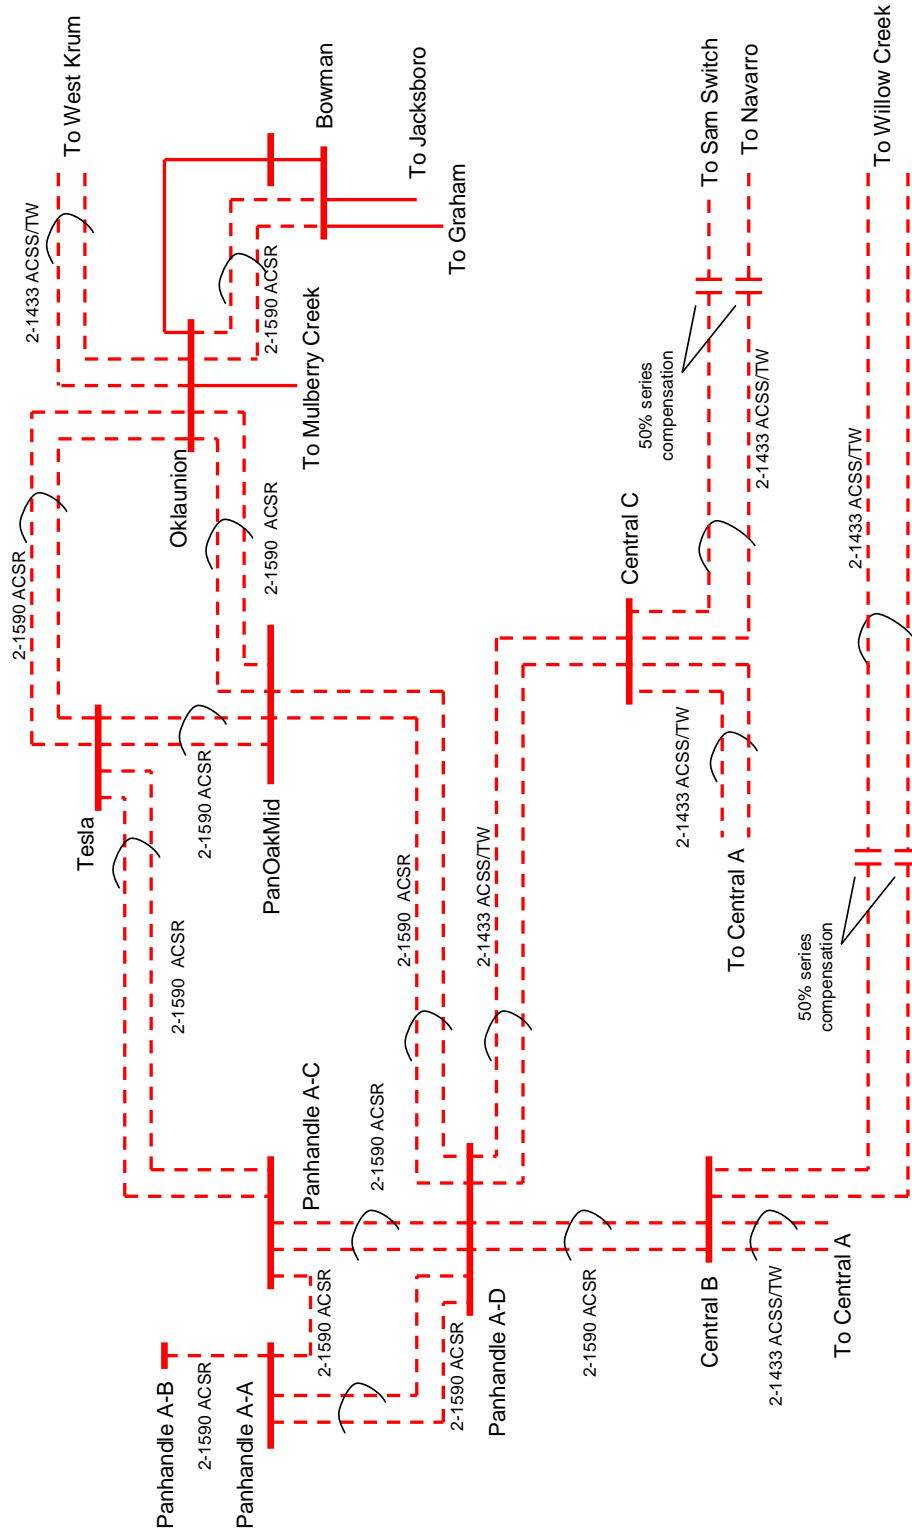 To West Krum
2-1433 ACSS/TW
Bowman
To Jacksboro
To Graham
2-1590 ACSR
To Mulberry Creek
Oklaunion
2-1590 ACSR
2-1590 ACSR
Tesla
2-1590 ACSR
PanOakMid
2-1590 ACSR
Panhandle A-C
2-1590 ACSR
2-1590 ACSR
2-1433 ACSS/TW
Panhandle A-B
2-1590 ACSR
Panhandle A-A
2-1590 ACSR
2-1590 ACSR
Panhandle A-D
2-1590 ACSR
Central B
2-1433 ACSS/TW
To Central A
Central C
2-1433 ACSS/TW
To Central A
50% series
compensation
2-1433 ACSS/TW
To Sam Switch
To Navarro
50% series
compensation
2-1433 ACSS/TW
To Willow Creek